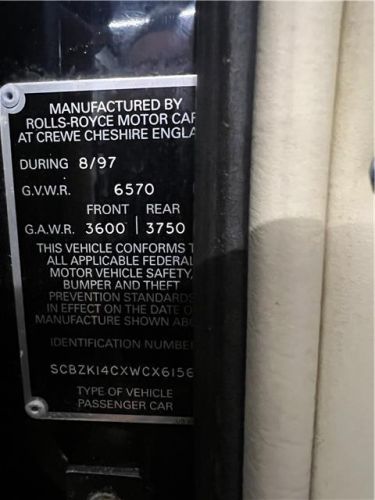 MANUFACTURED BY
ROLLS-ROYCE MOTOR CAR
AT CREWE CHESHIRE ENGLA
DURING 8/97
G.V.W.R. 6570
FRONT REAR
G.A.W.R. 3600 | 3750
THIS VEHICLE CONFORMS T
ALL APPLICABLE FEDERAL
MOTOR VEHICLE SAFETY,
BUMPER AND THEFT
PREVENTION STANDARDS
IN EFFECT ON THE DATE O
MANUFACTURE SHOWN ABO
IDENTIFICATION NUMBE
SCBZK14CXWCX6156
TYPE OF VEHICLE
PASSENGER CAR